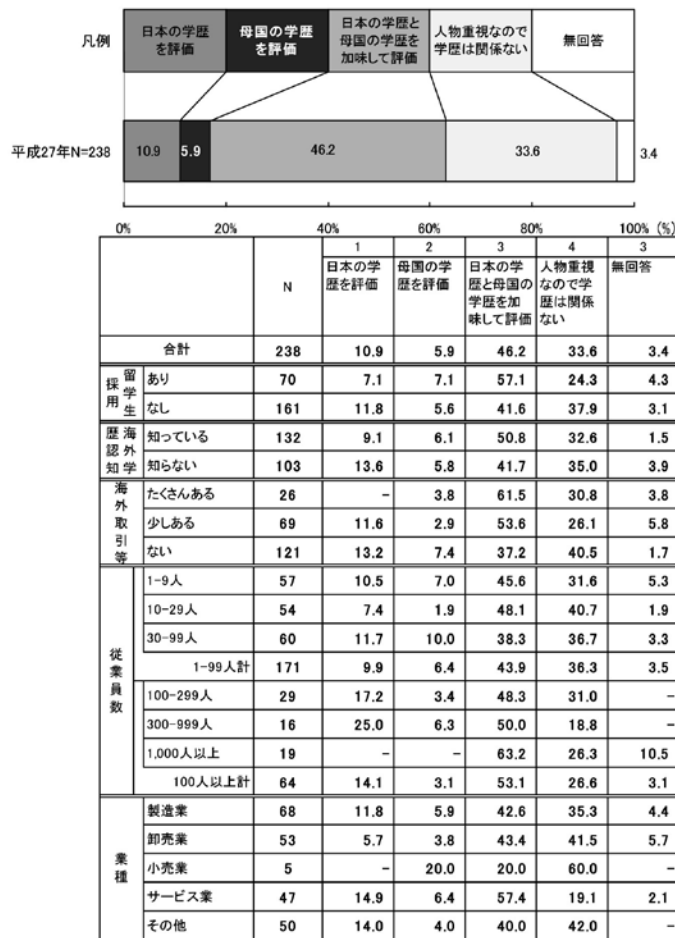 凡例
日本の学歴
を評価
母国の学歴
を評価
日本の学歴と
母国の学歴を
加味して評価
人物重視なので
学歴は関係ない
無回答
平成27年N=238 10.9 5.9 46.2 33.6 3.4
0% 20% 40% 60% 80% 100% (%)
N
1 2 3 4 3
日本の学
歴を評価
母国の学
歴を評価
日本の学
歴と母国の
学歴を加
味して評価
人物重視
なので学
歴は関係
ない
無回答
合計 238 10.9 5.9 46.2 33.6 3.4
留学生
採用
あり 70 7.1 7.1 57.1 24.3 4.3
なし 161 11.8 5.6 41.6 37.9 3.1
海外学
歴認知
知っている 132 9.1 6.1 50.8 32.6 1.5
知らない 103 13.6 5.8 41.7 35.0 3.9
海外取引等
たくさんある 26 - 3.8 61.5 30.8 3.8
少しある 69 11.6 2.9 53.6 26.1 5.8
ない 121 13.2 7.4 37.2 40.5 1.7
従業員数
1-9人 57 10.5 7.0 45.6 31.6 5.3
10-29人 54 7.4 1.9 48.1 40.7 1.9
30-99人 60 11.7 10.0 38.3 36.7 3.3
1-99人計 171 9.9 6.4 43.9 36.3 3.5
100-299人 29 17.2 3.4 48.3 31.0 -
300-999人 16 25.0 6.3 50.0 18.8 -
1,000人以上 19 - - 63.2 26.3 10.5
100人以上計 64 14.1 3.1 53.1 26.6 3.1
業種
製造業 68 11.8 5.9 42.6 35.3 4.4
卸売業 53 5.7 3.8 43.4 41.5 5.7
小売業 5 - 20.0 20.0 60.0 -
サービス業 47 14.9 6.4 57.4 19.1 2.1
その他 50 14.0 4.0 40.0 42.0 -